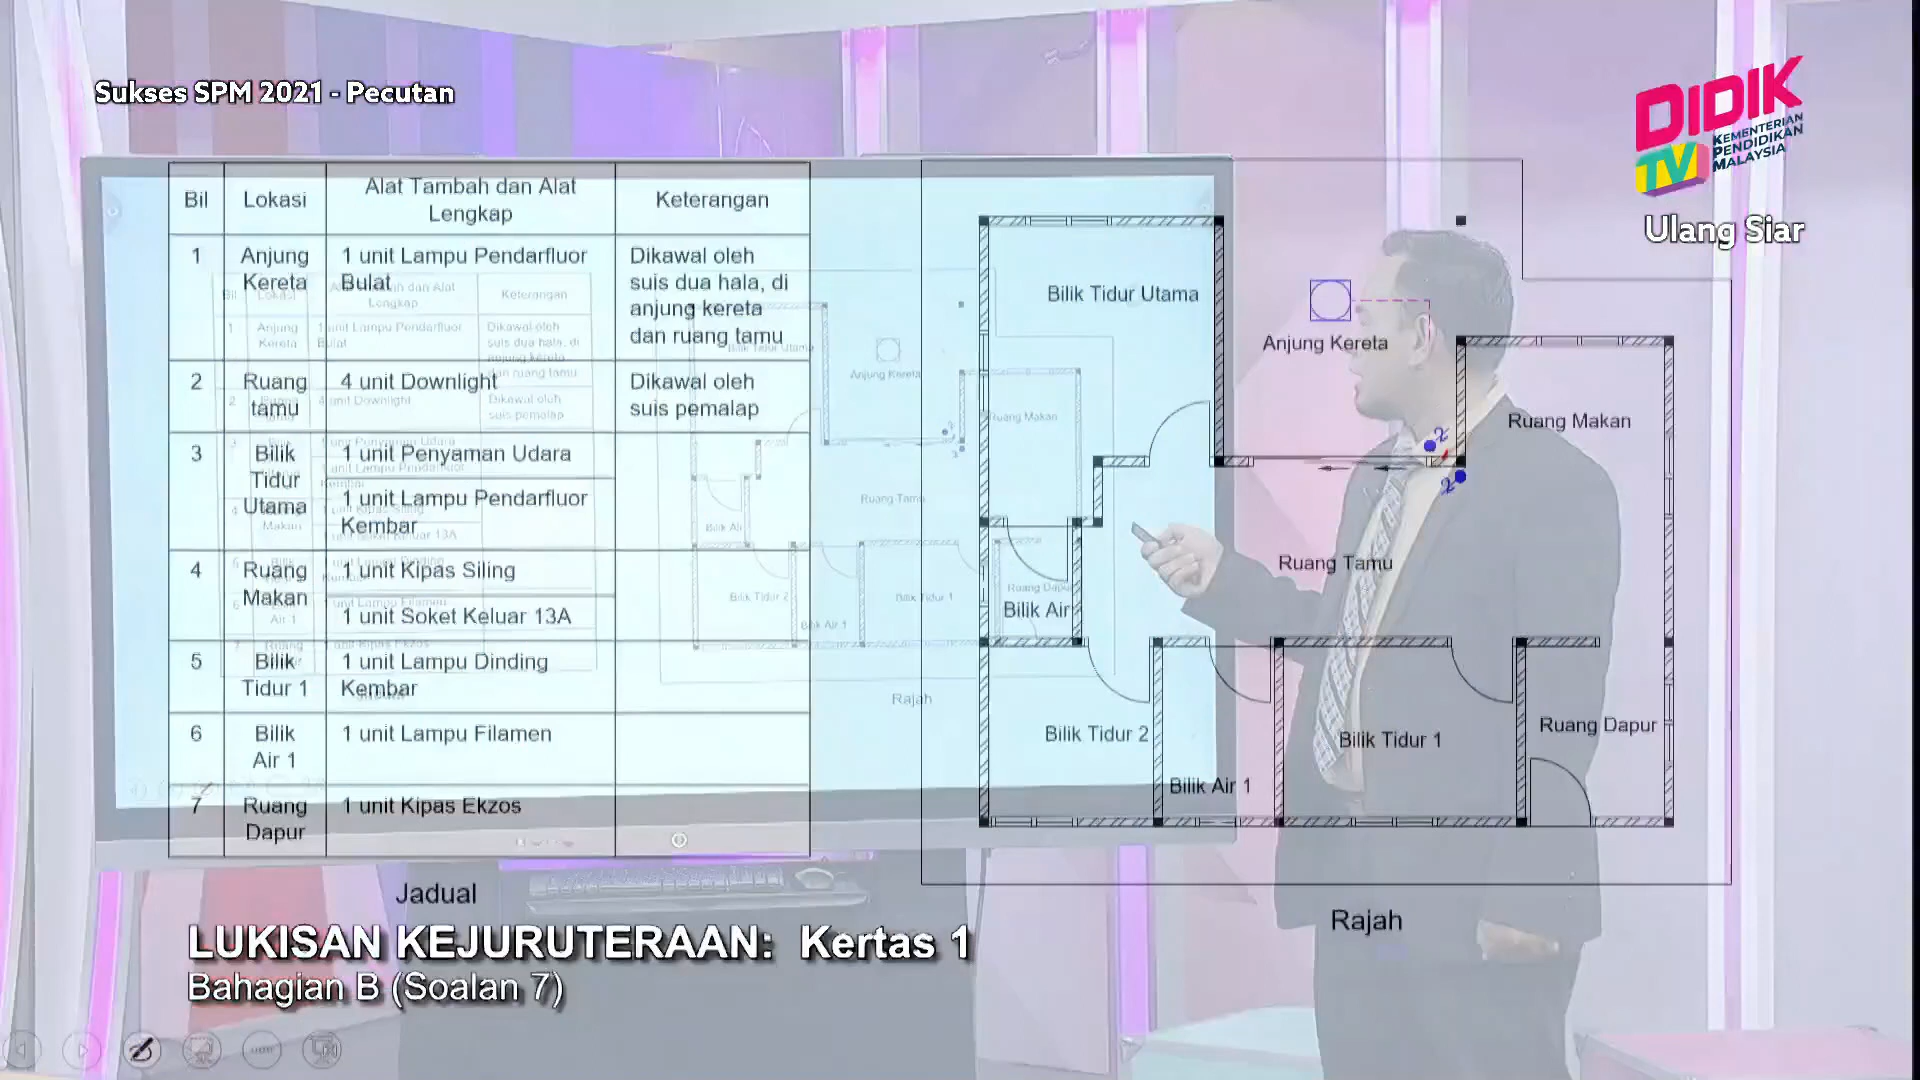 Sukses SPM 2021 - Pecutan
DIDIK
TV
KEMENTERIAN
PENDIDIKAN
MALAYSIA
Ulang Siar
Bil
Lokasi
Alat Tambah dan Alat
Lengkap
Keterangan
1
Anjung
Kereta
1 unit Lampu Pendarfluor
Bulat
Dikawal oleh
suis dua hala, di
anjung kereta
dan ruang tamu
2
Ruang
tamu
4 unit Downlight
Dikawal oleh
suis pemalap
3
Bilik
Tidur
Utama
1 unit Penyaman Udara
1 unit Lampu Pendarfluor
Kembar
4
Ruang
Makan
1 unit Kipas Siling
1 unit Soket Keluar 13A
5
Bilik
Tidur 1
1 unit Lampu Dinding
Kembar
6
Bilik
Air 1
1 unit Lampu Filamen
7
Ruang
Dapur
1 unit Kipas Ekzos
Jadual
Bilik Tidur Utama
Anjung Kereta
Ruang Makan
2
2
Ruang Tamu
Bilik Air
Bilik Tidur 2
Bilik Air 1
Bilik Tidur 1
Ruang Dapur
Rajah
LUKISAN KEJURUTERAAN: Kertas 1
Bahagian B (Soalan 7)